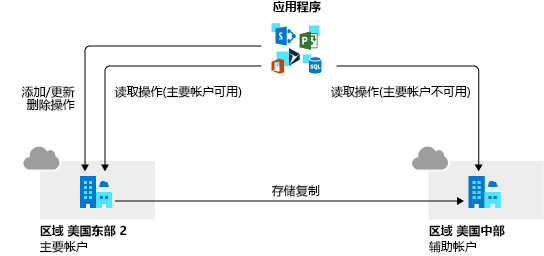 应用程序
添加/更新
删除操作
读取操作(主要帐户可用)
读取操作(主要帐户不可用)
存储复制
区域 美国东部 2
主要帐户
区域 美国中部
辅助帐户
S
P
SQL